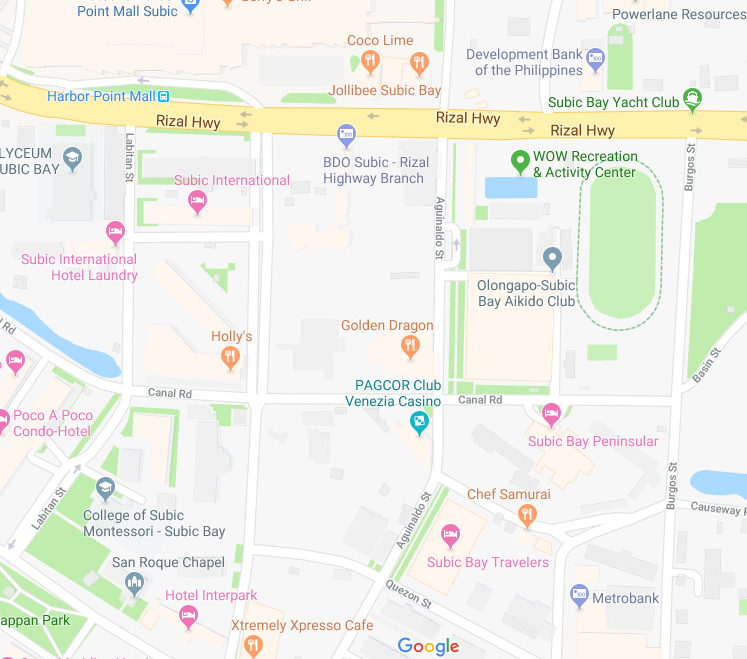 Point Mall Subic
Gerry's Grill
Powerlane Resources
Coco Lime
Development Bank
of the Philippines
Jollibee Subic Bay
Harbor Point Mall
Subic Bay Yacht Club
Rizal Hwy
Rizal Hwy
Rizal Hwy
LYCEUM
SUBIC BAY
Labitan St
BDO Subic - Rizal
Highway Branch
WOW Recreation
& Activity Center
Burgos St
Subic International
Aguinaldo St
Subic International
Hotel Laundry
Olongapo-Subic
Bay Aikido Club
Rd
Holly's
Golden Dragon
Basin St
PAGCOR Club
Venezia Casino
Canal Rd
Canal Rd
Poco A Poco
Condo-Hotel
Subic Bay Peninsular
Labitan St
College of Subic
Montessori - Subic Bay
Aguinaldo St
Chef Samurai
Burgos St
Causeway R
San Roque Chapel
Subic Bay Travelers
Hotel Interpark
Quezon St
Metrobank
appan Park
Xtremely Xpresso Cafe
Google